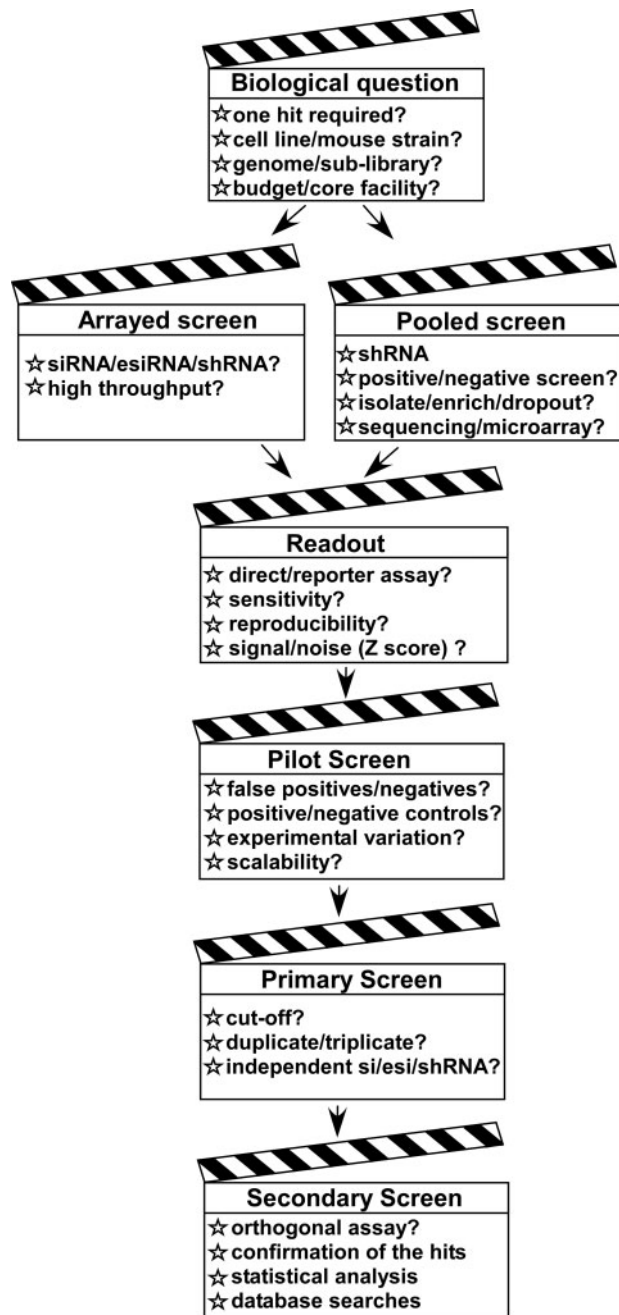 Biological question
☆one hit required?
☆cell line/mouse strain?
☆genome/sub-library?
☆budget/core facility?
Arrayed screen
☆siRNA/esiRNA/shRNA?
☆high throughput?
Pooled screen
☆shRNA
☆positive/negative screen?
☆isolate/enrich/dropout?
☆sequencing/microarray?
Readout
☆ direct/reporter assay?
☆ sensitivity?
☆ reproducibility?
☆ signal/noise (Z score) ?
Pilot Screen
☆false positives/negatives?
☆positive/negative controls?
☆experimental variation?
☆scalability?
Primary Screen
☆cut-off?
☆duplicate/triplicate?
☆independent si/esi/shRNA?
Secondary Screen
☆orthogonal assay?
☆confirmation of the hits
☆statistical analysis
☆database searches